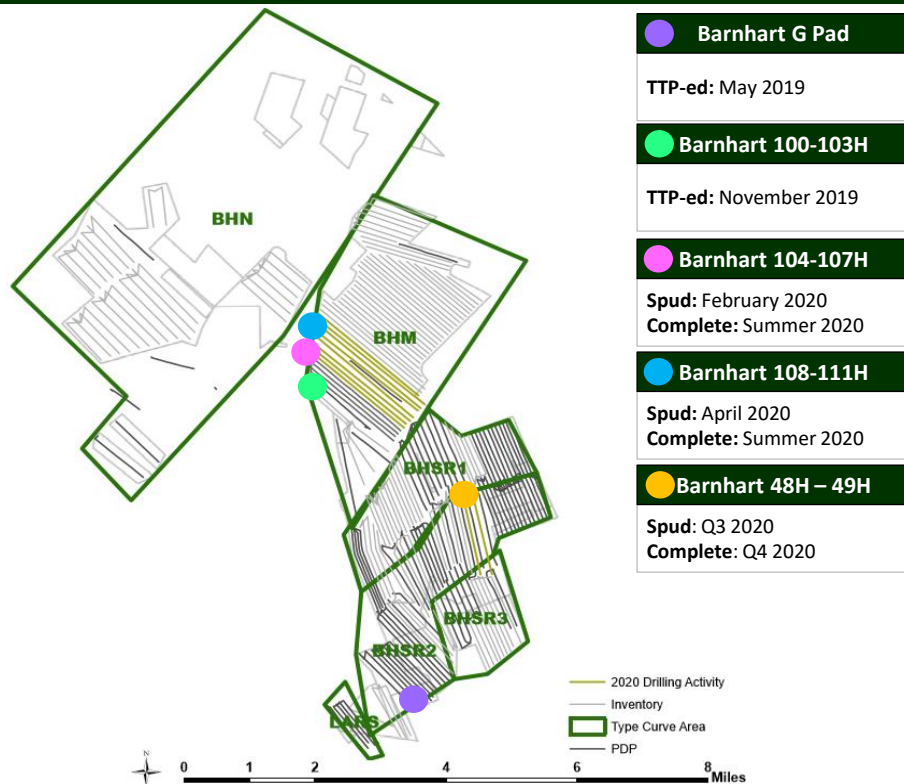 Barnhart G Pad
TTP-ed: May 2019
Barnhart 100-103H
TTP-ed: November 2019
Barnhart 104-107H
Spud: February 2020
Complete: Summer 2020
Barnhart 108-111H
Spud: April 2020
Complete: Summer 2020
Barnhart 48H – 49H
Spud: Q3 2020
Complete: Q4 2020
BHN
BHM
BHSR1
BHSR3
BHSR2
LARS
2020 Drilling Activity
Inventory
Type Curve Area
PDP
N
0 2 4 6 8
Miles